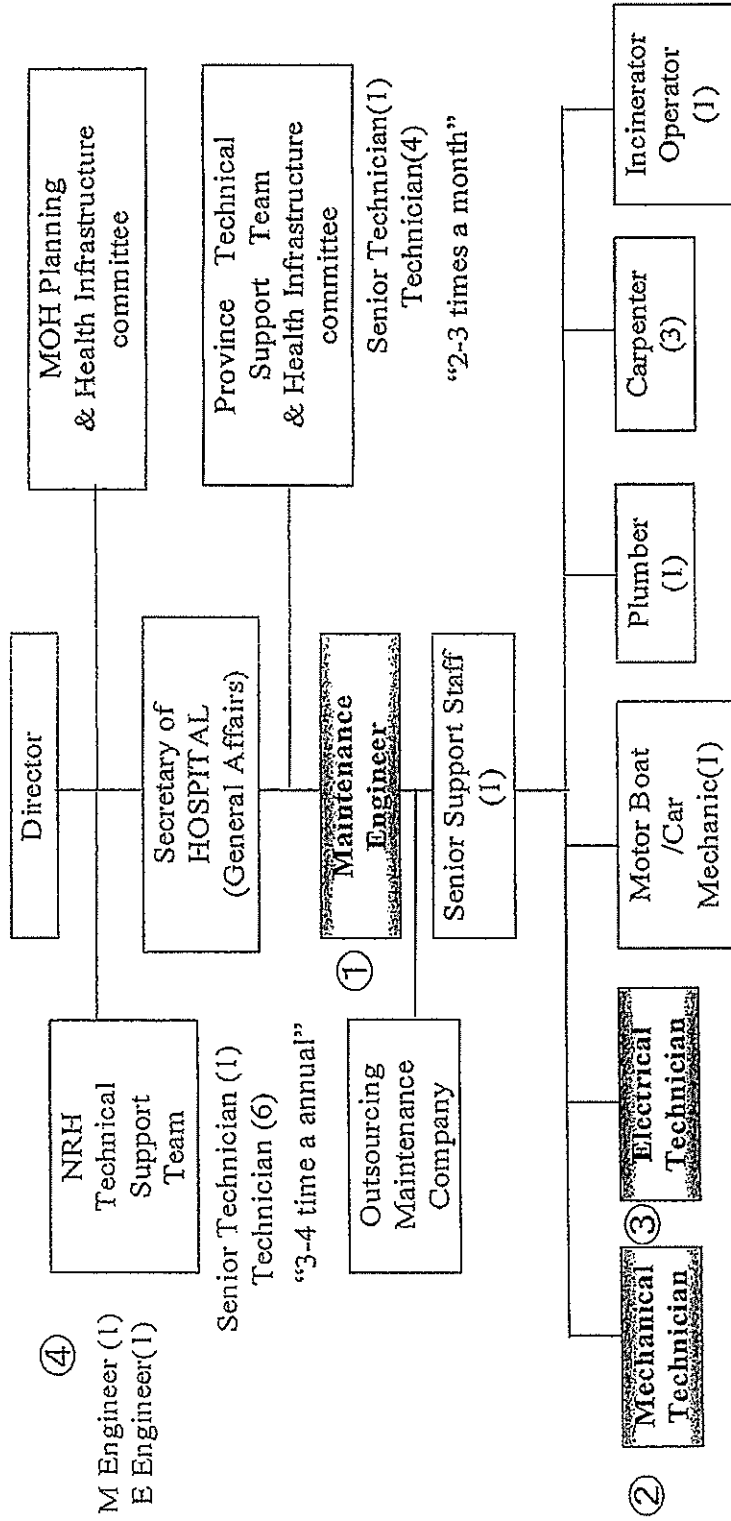 Director
MOH Planning
& Health Infrastructure
committee
④
M Engineer (1)
E Engineer(1)
NRH
Technical
Support
Team
Senior Technician (1)
Technician (6)
“3-4 time a annual”
Secretary of
HOSPITAL
(General Affairs)
Province Technical
Support Team
& Health Infrastructure
committee
Senior Technician(1)
Technician(4)
“2-3 times a month”
①
Maintenance
Engineer
Outsourcing
Maintenance
Company
Senior Support Staff
(1)
②
Mechanical
Technician
③
Electrical
Technician
Motor Boat
/Car
Mechanic(1)
Plumber
(1)
Carpenter
(3)
Incinerator
Operator
(1)